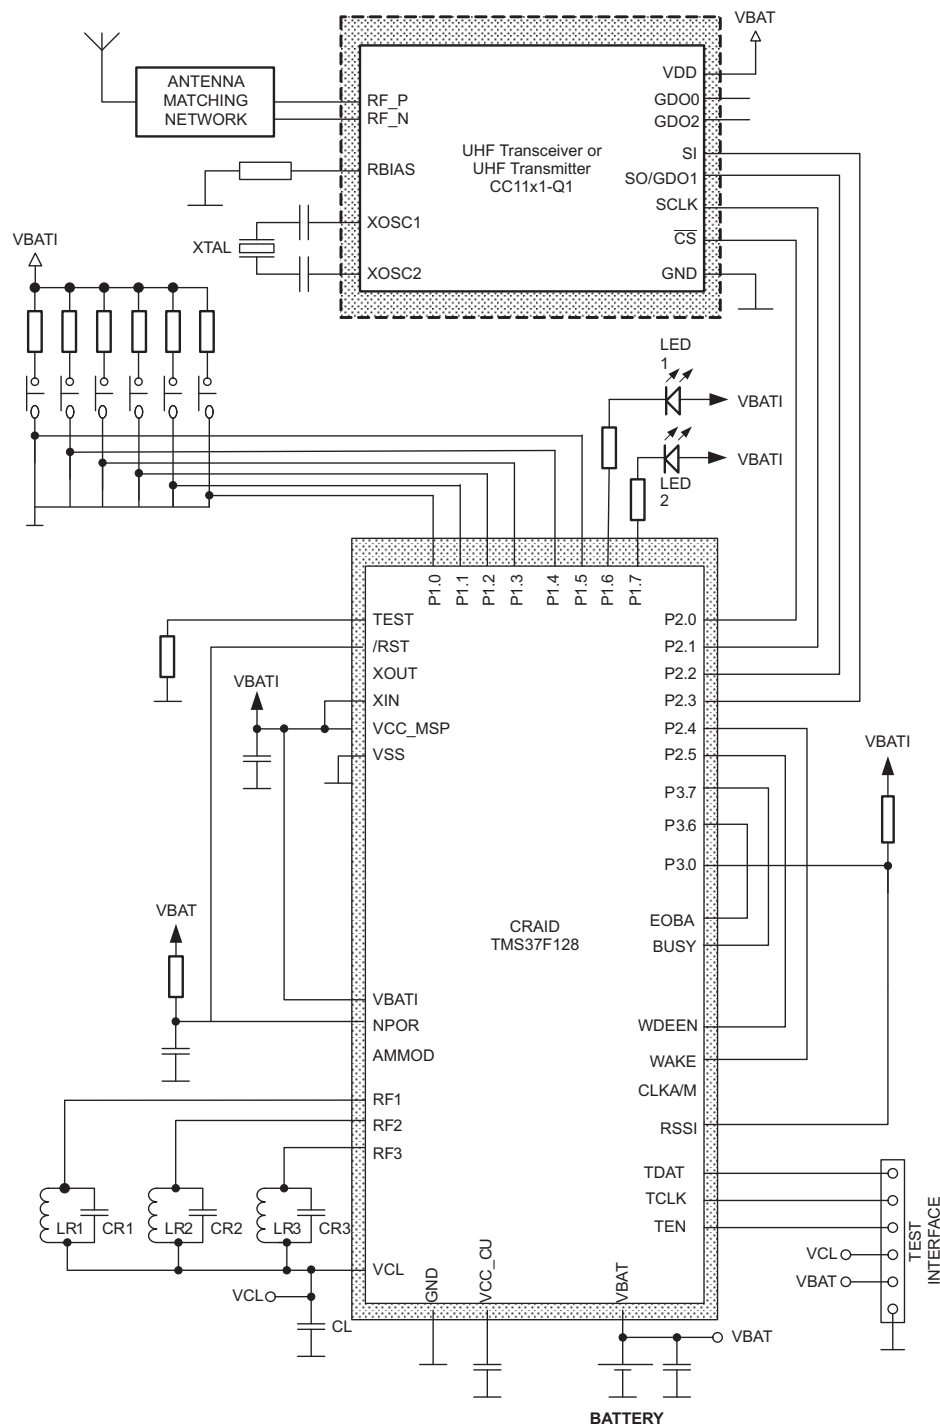 VBAT
ANTENNA
MATCHING
NETWORK
RF_P
RF_N
RBIAS
XOSC1
XOSC2
XTAL
UHF Transceiver or
UHF Transmitter
CC11x1-Q1
VDD
GDO0
GDO2
SI
SO/GDO1
SCLK
CS
GND
VBATI
LED
1
VBATI
VBATI
LED
2
P1.0
P1.1
P1.2
P1.3
P1.4
P1.5
P1.6
P1.7
TEST
/RST
XOUT
XIN
VCC_MSP
VSS
VBATI
P2.0
P2.1
P2.2
P2.3
P2.4
P2.5
P3.7
P3.6
P3.0
VBATI
CRAID
TMS37F128
EOBA
BUSY
VBAT
VBATI
NPOR
AMMOD
WDEEN
WAKE
CLKA/M
RSSI
RF1
RF2
RF3
TDAT
TCLK
TEN
VCL
VBAT
TEST
INTERFACE
LR1
CR1
LR2
CR2
LR3
CR3
VCL
VCL
CL
GND
VCC_CU
VBAT
VBAT
BATTERY